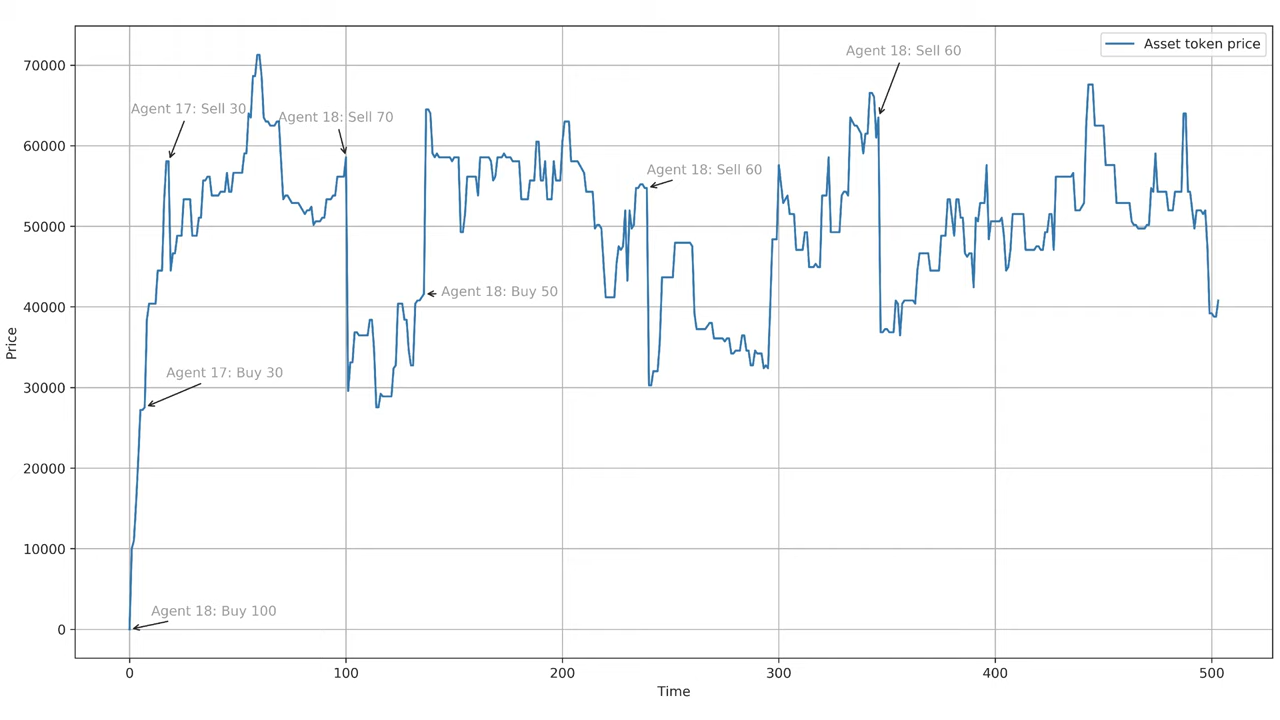 Asset token price
Agent 18: Sell 60
70000
Agent 17: Sell 30
Agent 18: Sell 70
60000
Agent 18: Sell 60
50000
Agent 18: Buy 50
40000
Agent 17: Buy 30
30000
20000
10000
Agent 18: Buy 100
0
Price
0 100 200 300 400 500
Time